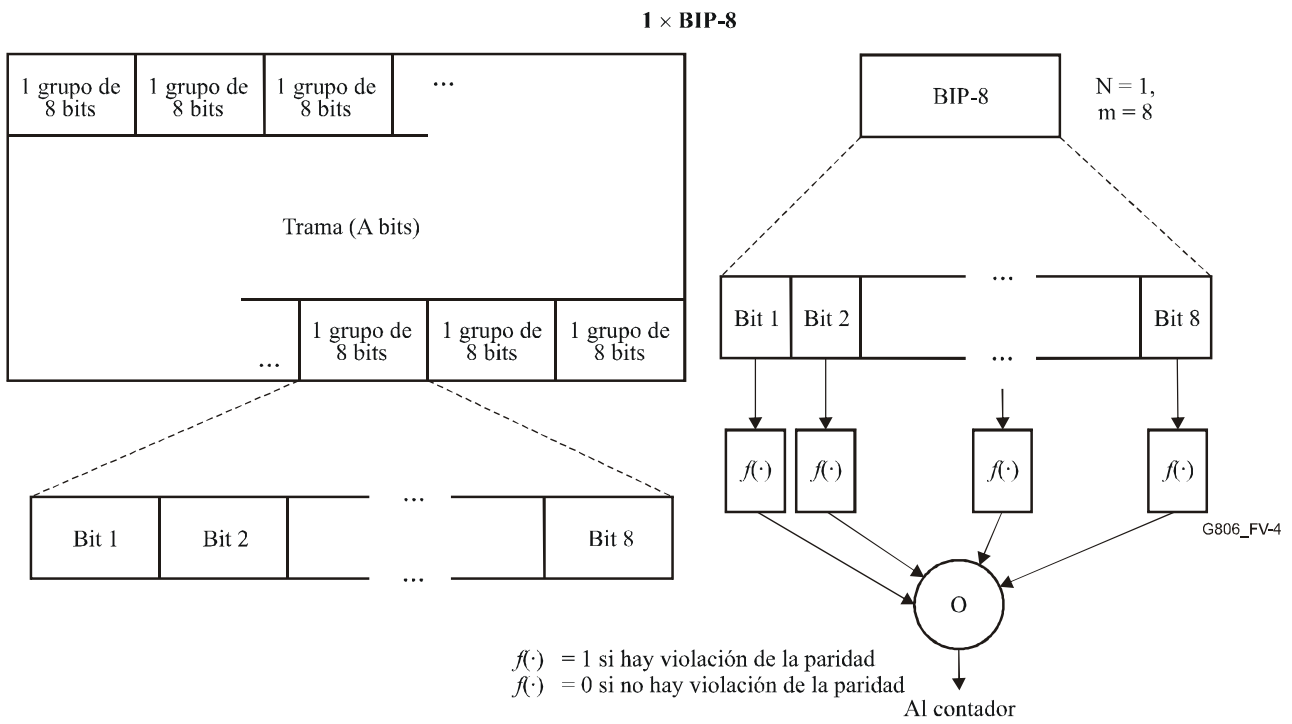 1 × BIP-8
1 grupo de
8 bits
1 grupo de
8 bits
1 grupo de
8 bits
...
Trama (A bits)
...
1 grupo de
8 bits
1 grupo de
8 bits
1 grupo de
8 bits
Bit 1
Bit 2
...
...
Bit 8
BIP-8
N = 1,
m = 8
...
Bit 1
Bit 2
Bit 8
...
f(·)
f(·)
f(·)
f(·)
G806_FV-4
O
f(·) = 1 si hay violación de la paridad
f(·) = 0 si no hay violación de la paridad
Al contador